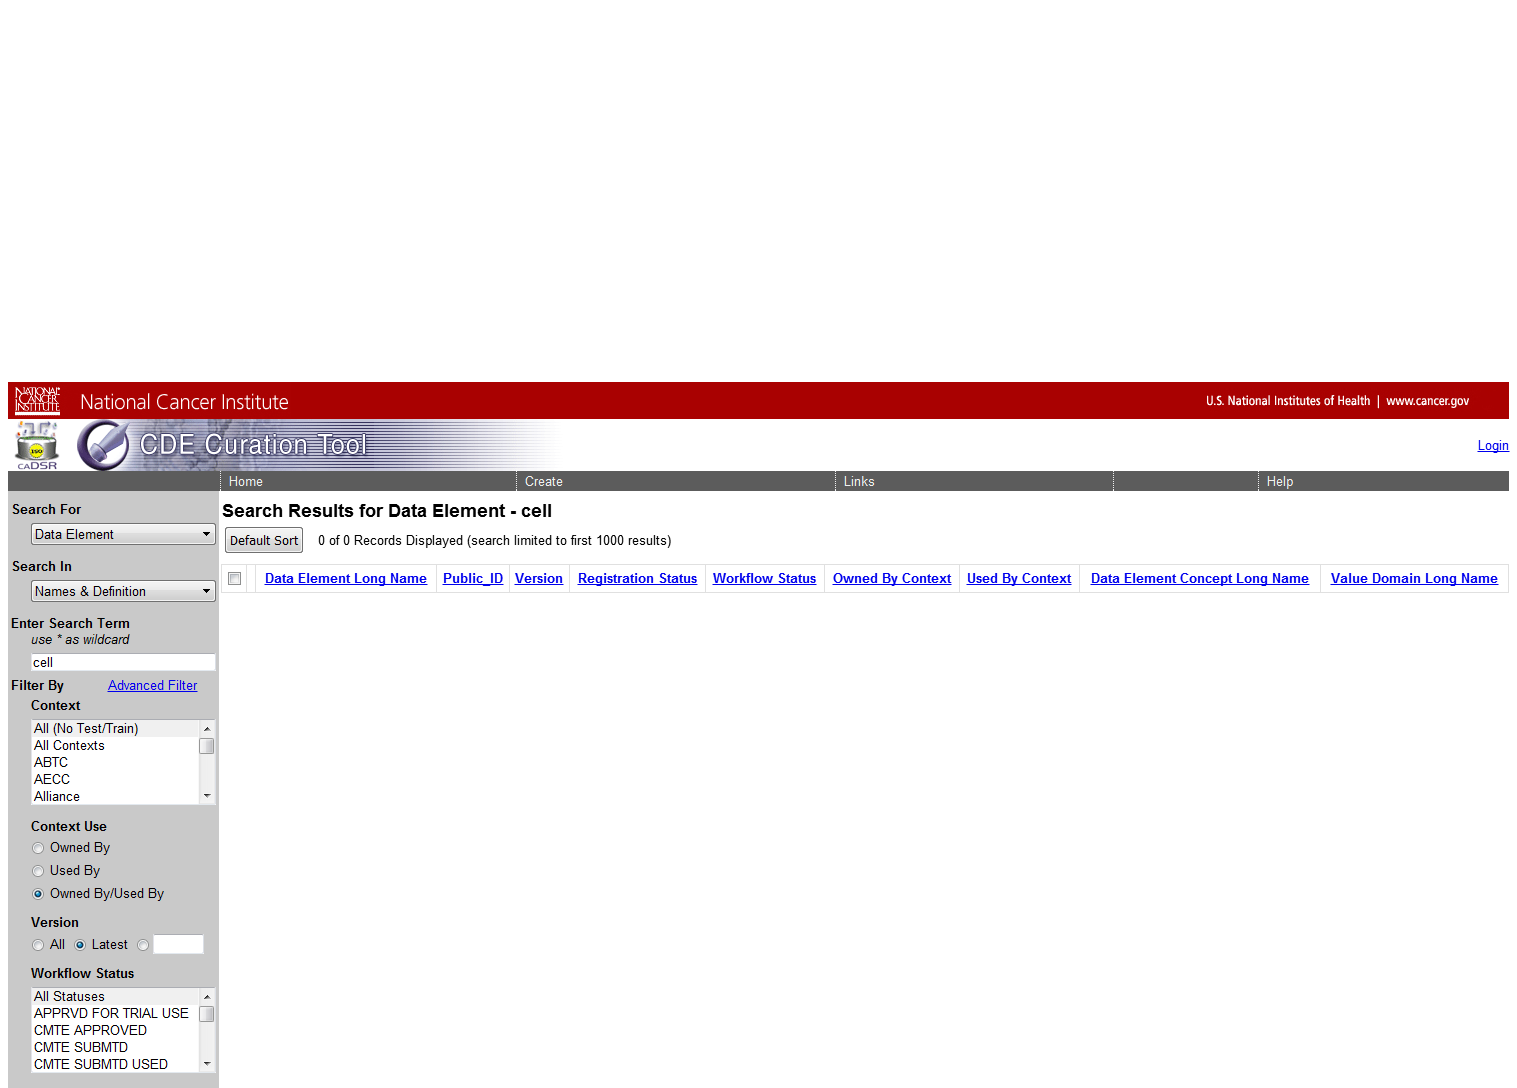 NATIONAL CANCER INSTITUTE
National Cancer Institute
U.S. National Institutes of Health | www.cancer.gov
ISO
caDSR
CDE Curation Tool
Login
Home Create Links Help
Search For
Data Element
Search In
Names & Definition
Enter Search Term
use * as wildcard
cell
Filter By Advanced Filter
Context
All (No Test/Train)
All Contexts
ABTC
AECC
Alliance
Context Use
Owned By
Used By
Owned By/Used By
Version
All Latest
Workflow Status
All Statuses
APPRVD FOR TRIAL USE
CMTE APPROVED
CMTE SUBMTD
CMTE SUBMTD USED
Search Results for Data Element - cell
Default Sort 0 of 0 Records Displayed (search limited to first 1000 results)
Data Element Long Name Public_ID Version Registration Status Workflow Status Owned By Context Used By Context Data Element Concept Long Name Value Domain Long Name